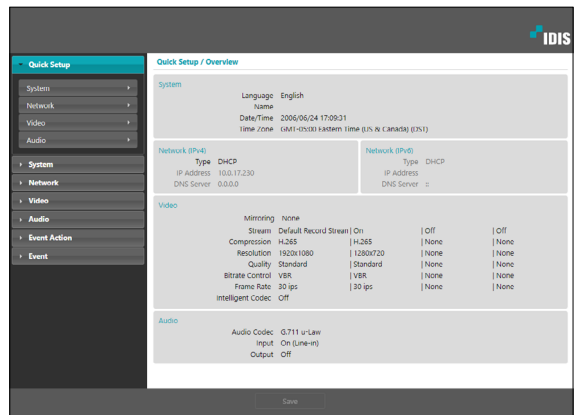 IDIS
Quick Setup
System
Network
Video
Audio
System
Network
Video
Audio
Event Action
Event
Quick Setup / Overview
System
Language English
Name
Date/Time 2006/06/24 17:09:31
Time Zone GMT-05:00 Eastern Time (US & Canada) (DST)
Network (IPv4)
Type DHCP
IP Address 10.0.17.230
DNS Server 0.0.0.0
Network (IPv6)
Type DHCP
IP Address
DNS Server ::
Video
Mirroring None
Stream Default Record Stream | On | Off | Off
Compression H.265 | H.265 | None | None
Resolution 1920x1080 | 1280x720 | None | None
Quality Standard | Standard | None | None
Bitrate Control VBR | VBR | None | None
Frame Rate 30 ips | 30 ips | None | None
Intelligent Codec Off
Audio
Audio Codec G.711 u-Law
Input On (Line-in)
Output Off
Save